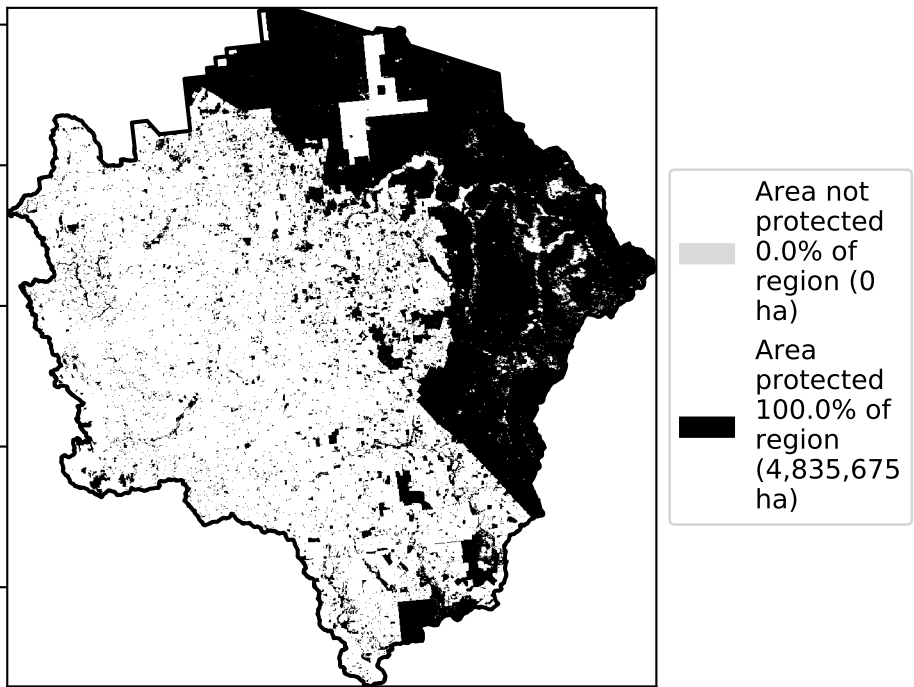 Area not
protected
0.0% of
region (0
ha)
Area
protected
100.0% of
region
(4,835,675
ha)